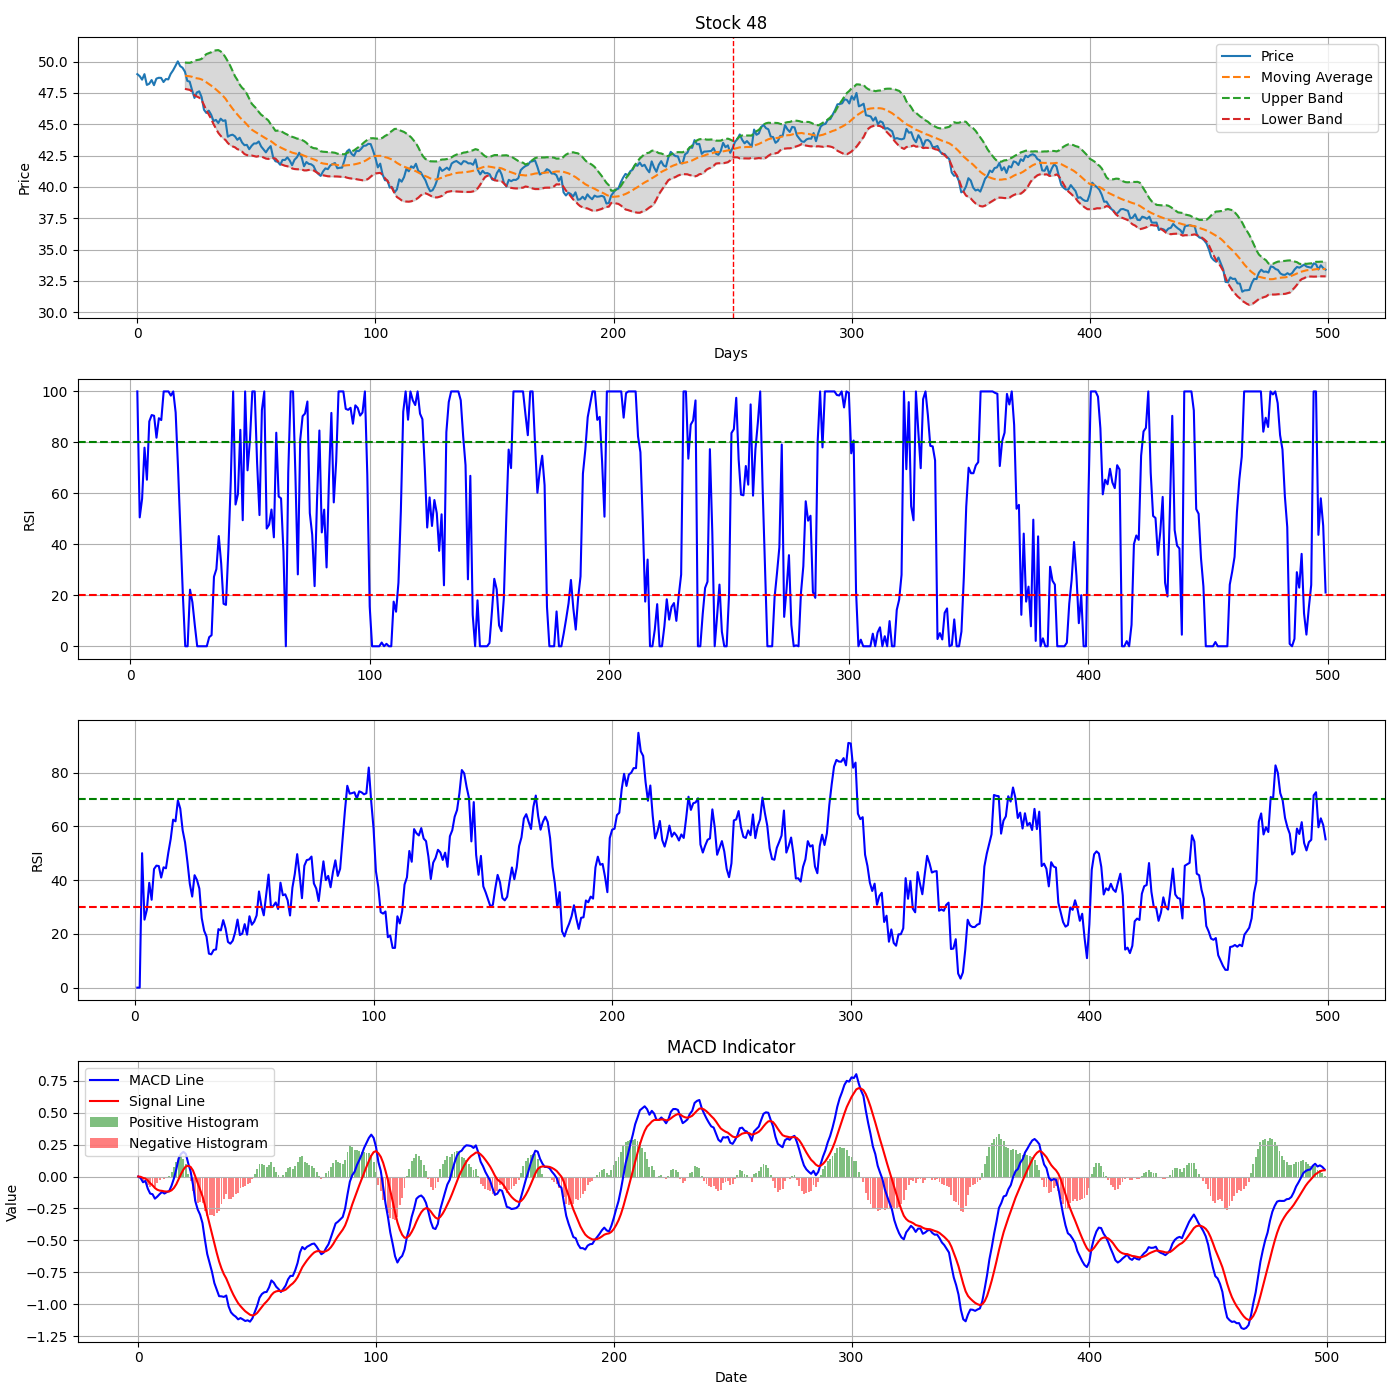 Stock 48
50.0
47.5
45.0
42.5
40.0
37.5
35.0
32.5
30.0
Price
Price
Moving Average
Upper Band
Lower Band
0 100 200 300 400 500
Days
100
80
60
40
20
0
RSI
0 100 200 300 400 500
80
60
40
20
0
RSI
0 100 200 300 400 500
MACD Indicator
0.75
0.50
0.25
0.00
−0.25
−0.50
−0.75
−1.00
−1.25
Value
MACD Line
Signal Line
Positive Histogram
Negative Histogram
0 100 200 300 400 500
Date